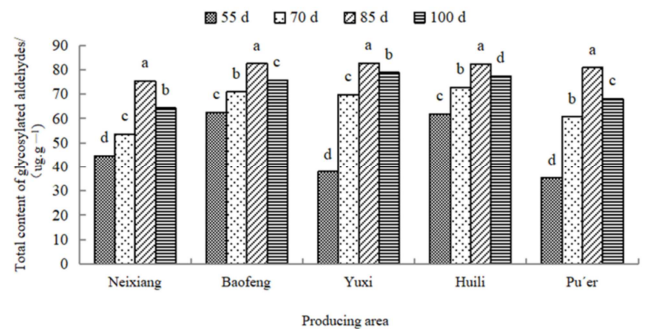 55 d 70 d 85 d 100 d
Total content of glycosylated aldehydes/
(ug.g⁻¹)
90
80
70
60
50
40
30
20
10
0
d c a b
d b a c
d c a b
d c a d
d b a c
Neixiang Baofeng Yuxi Huili Pu´er
Producing area